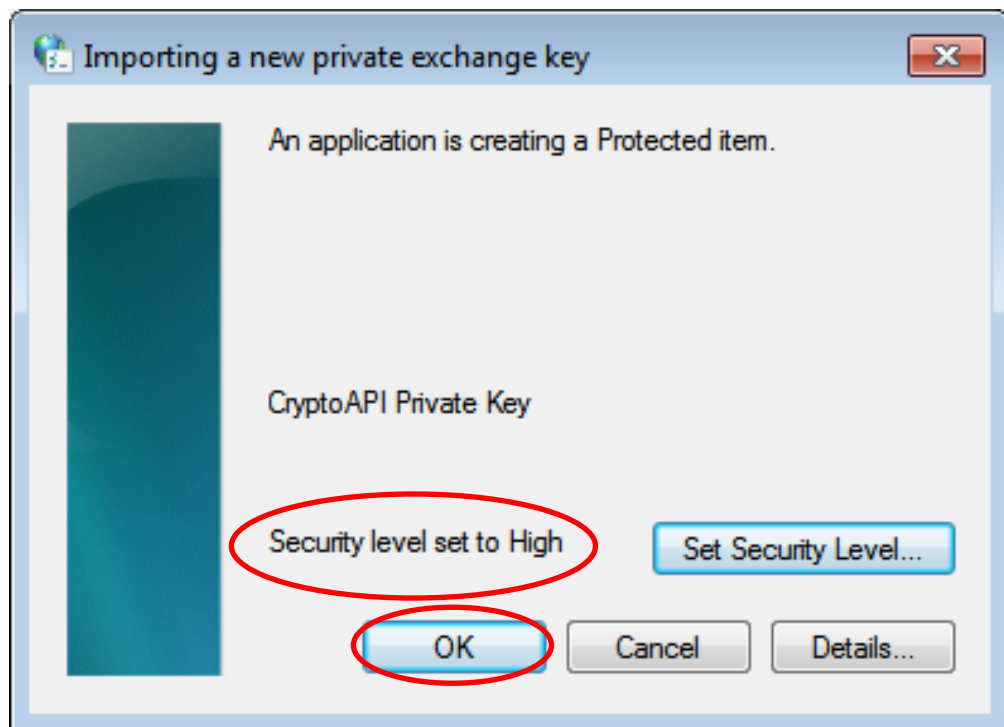 Importing a new private exchange key
An application is creating a Protected item.
CryptoAPI Private Key
Security level set to High
Set Security Level...
OK
Cancel
Details...